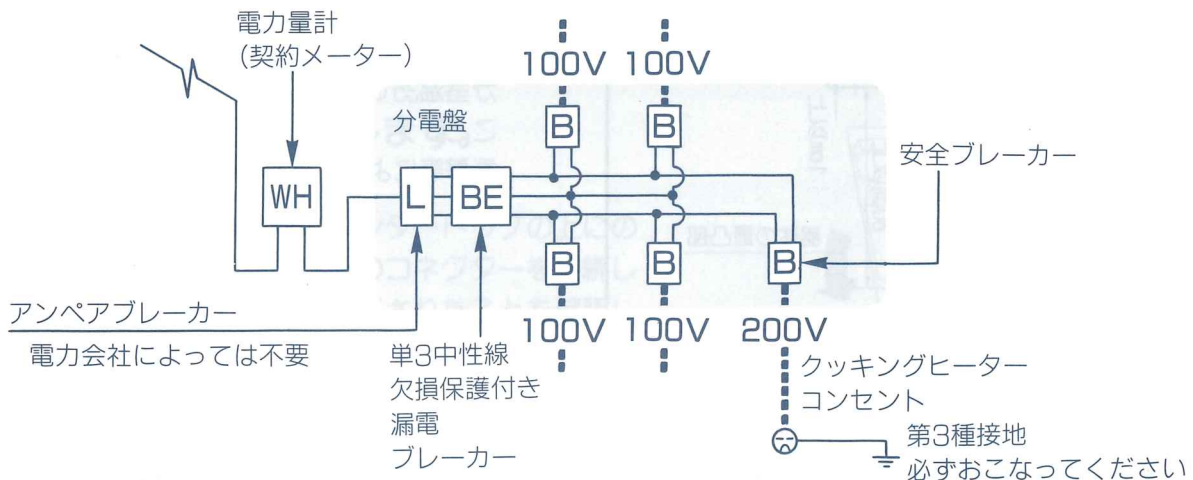 電力量計
(契約メーター)
100V 100V
分電盤
B B
安全ブレーカー
WH
L
BE
B B B
アンペアブレーカー
電力会社によっては不要
100V 100V 200V
単3中性線
欠損保護付き
漏電
ブレーカー
クッキングヒーター
コンセント
第3種接地
必ずおこなってください